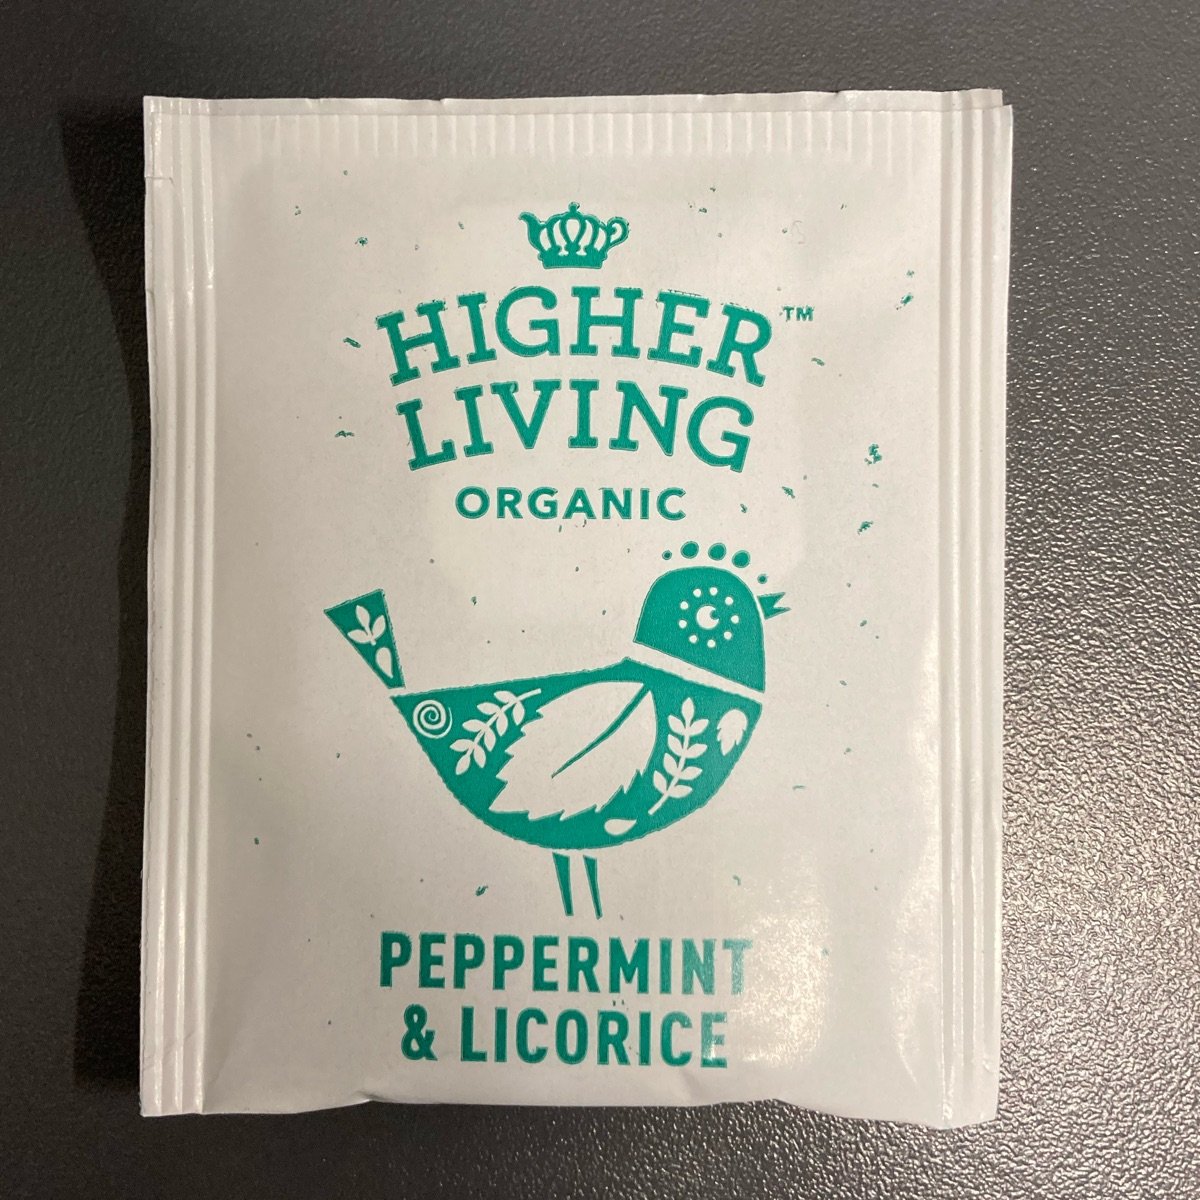 HIGHER™
LIVING
ORGANIC
PEPPERMINT
& LICORICE